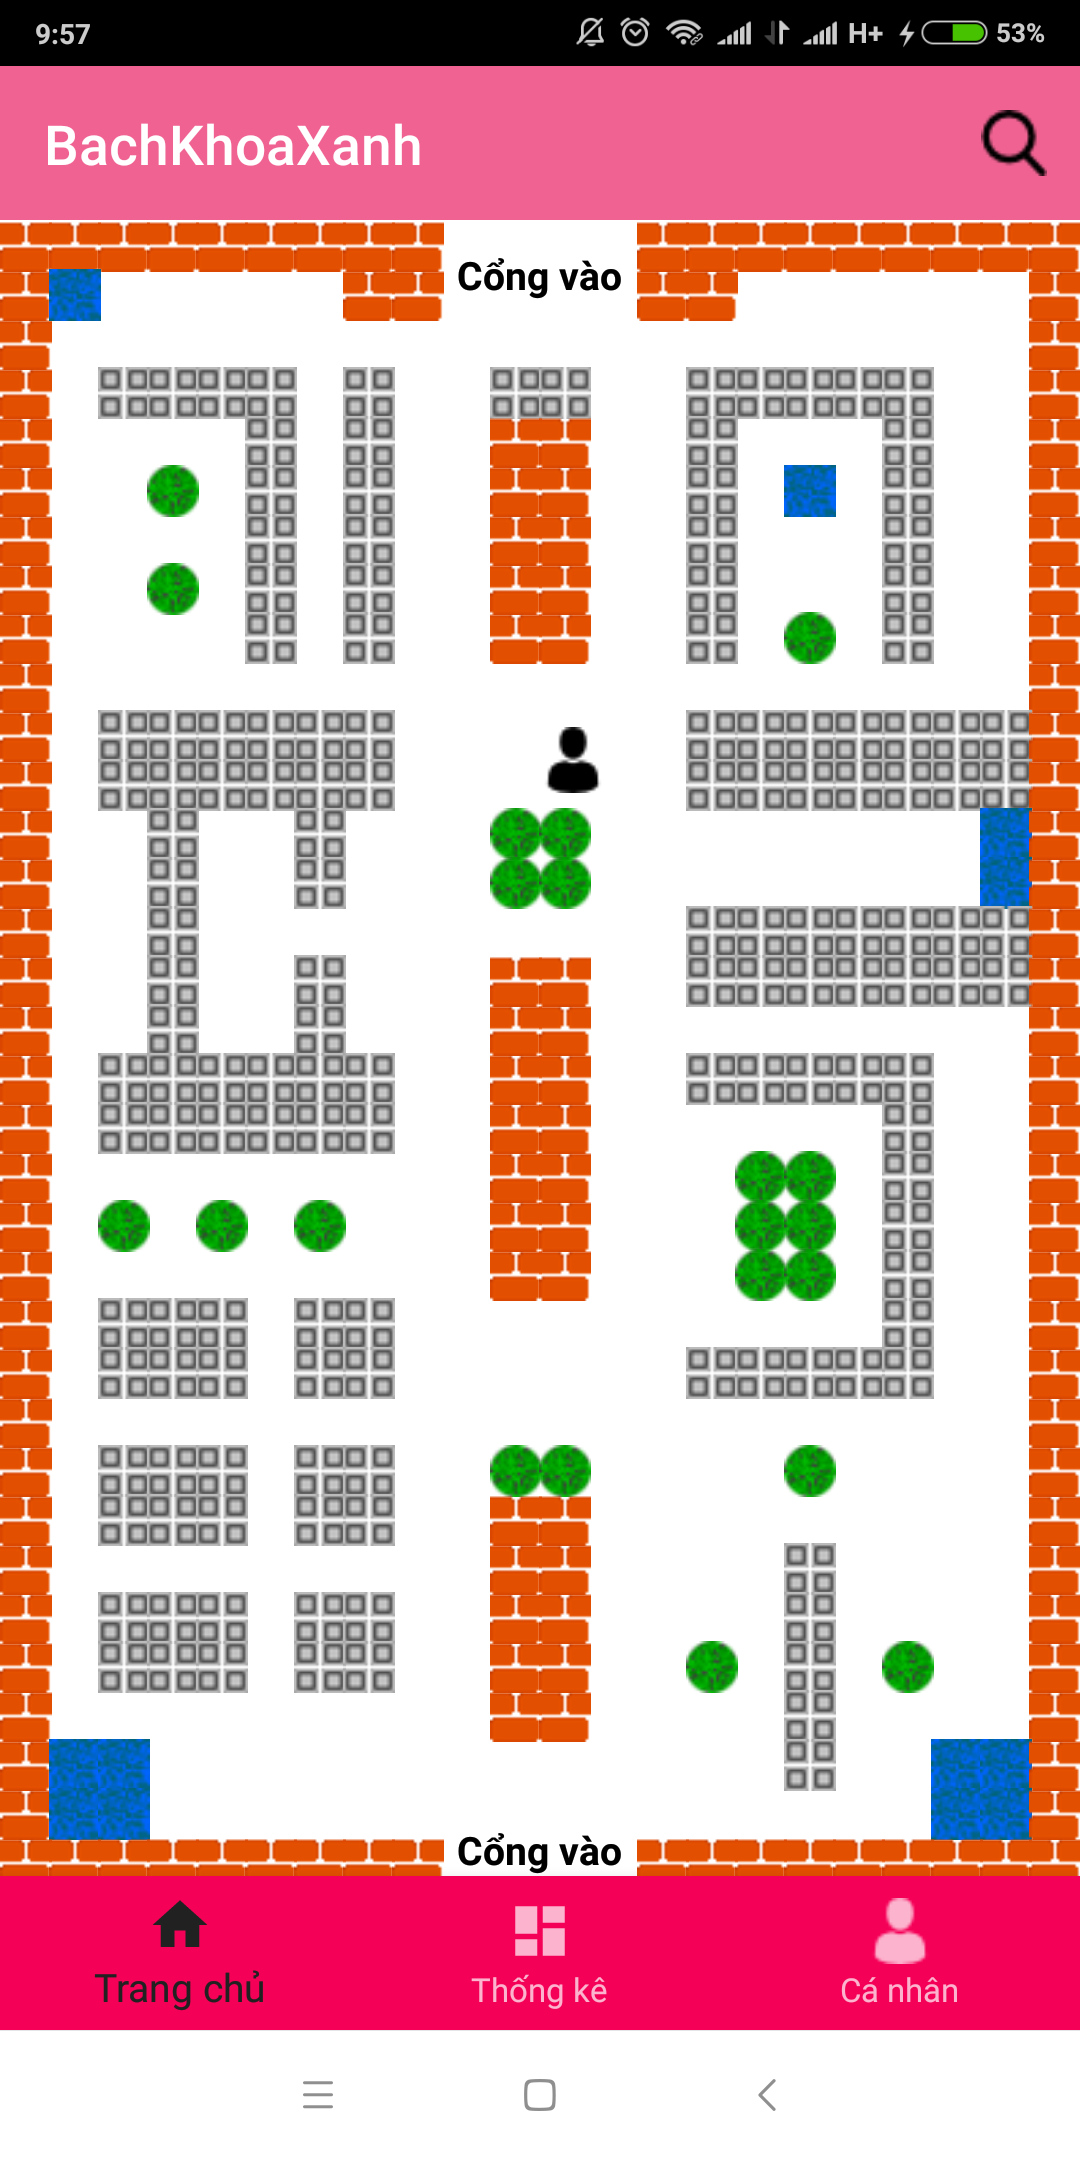 9:57
H+
53%
BachKhoaXanh
Cổng vào
Cổng vào
Trang chủ
Thống kê
Cá nhân